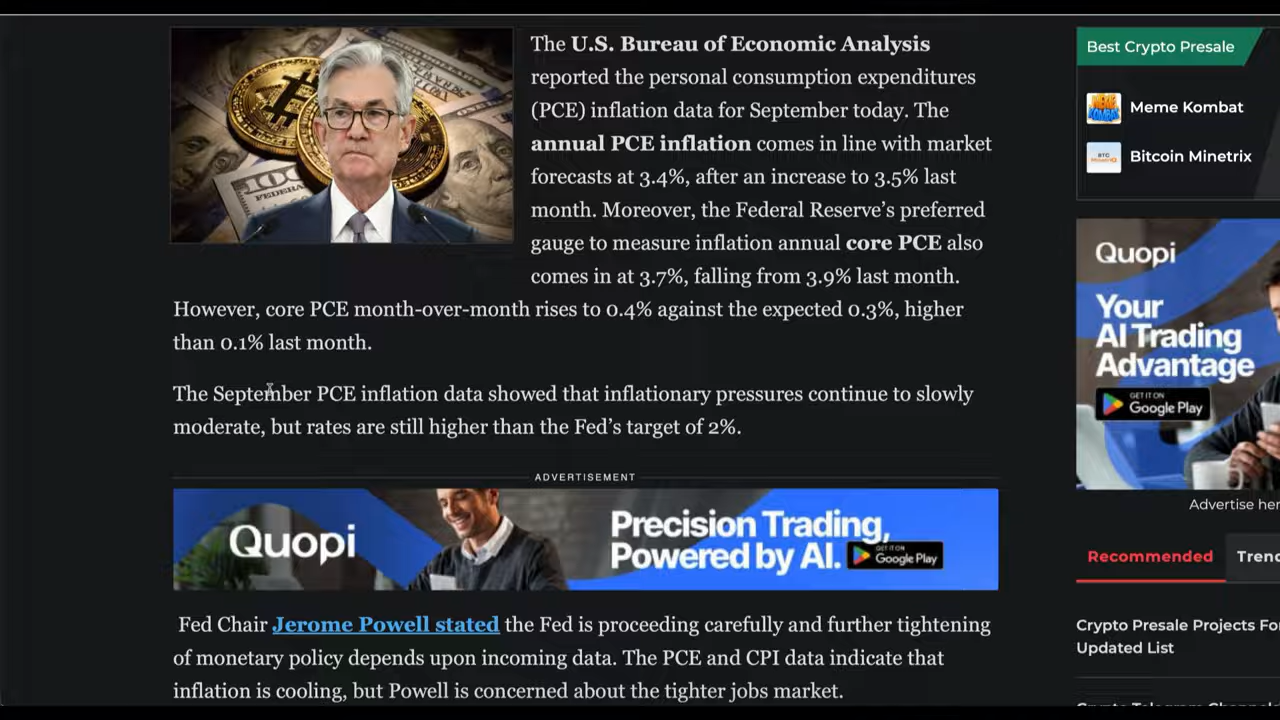 The U.S. Bureau of Economic Analysis
reported the personal consumption expenditures
(PCE) inflation data for September today. The
annual PCE inflation comes in line with market
forecasts at 3.4%, after an increase to 3.5% last
month. Moreover, the Federal Reserve’s preferred
gauge to measure inflation annual core PCE also
comes in at 3.7%, falling from 3.9% last month.
However, core PCE month-over-month rises to 0.4% against the expected 0.3%, higher
than 0.1% last month.
The September PCE inflation data showed that inflationary pressures continue to slowly
moderate, but rates are still higher than the Fed’s target of 2%.
ADVERTISEMENT
Quopi
Precision Trading,
Powered by AI.
GET IT ON
Google Play
Fed Chair Jerome Powell stated the Fed is proceeding carefully and further tightening
of monetary policy depends upon incoming data. The PCE and CPI data indicate that
inflation is cooling, but Powell is concerned about the tighter jobs market.
Best Crypto Presale
Meme Kombat
Bitcoin Minetrix
Quopi
Your
AI Trading
Advantage
GET IT ON
Google Play
Advertise her
Recommended
Trend
Crypto Presale Projects Fo
Updated List